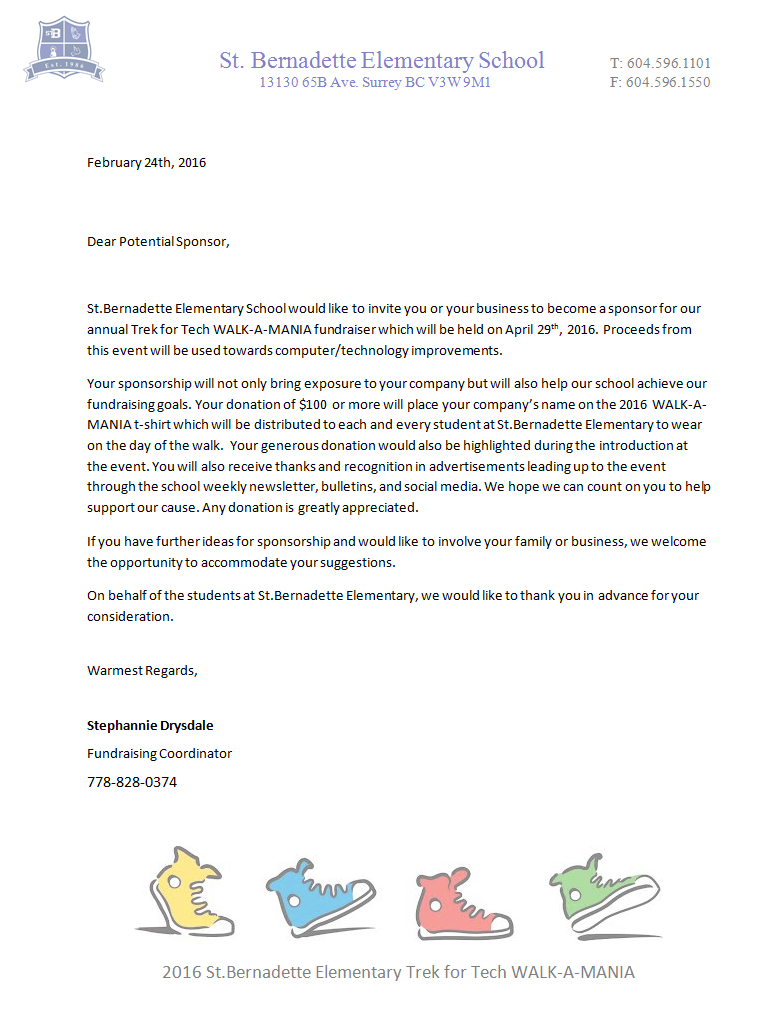 SB
Est. 1986
St. Bernadette Elementary School
T: 604.596.1101
13130 65B Ave. Surrey BC V3W 9M1
F: 604.596.1550
February 24th, 2016
Dear Potential Sponsor,
St.Bernadette Elementary School would like to invite you or your business to become a sponsor for our
annual Trek for Tech WALK-A-MANIA fundraiser which will be held on April 29th, 2016. Proceeds from
this event will be used towards computer/technology improvements.
Your sponsorship will not only bring exposure to your company but will also help our school achieve our
fundraising goals. Your donation of $100 or more will place your company's name on the 2016 WALK-A-
MANIA t-shirt which will be distributed to each and every student at St.Bernadette Elementary to wear
on the day of the walk. Your generous donation would also be highlighted during the introduction at
the event. You will also receive thanks and recognition in advertisements leading up to the event
through the school weekly newsletter, bulletins, and social media. We hope we can count on you to help
support our cause. Any donation is greatly appreciated.
If you have further ideas for sponsorship and would like to involve your family or business, we welcome
the opportunity to accommodate your suggestions.
On behalf of the students at St.Bernadette Elementary, we would like to thank you in advance for your
consideration.
Warmest Regards,
Stephannie Drysdale
Fundraising Coordinator
778-828-0374
2016 St.Bernadette Elementary Trek for Tech WALK-A-MANIA